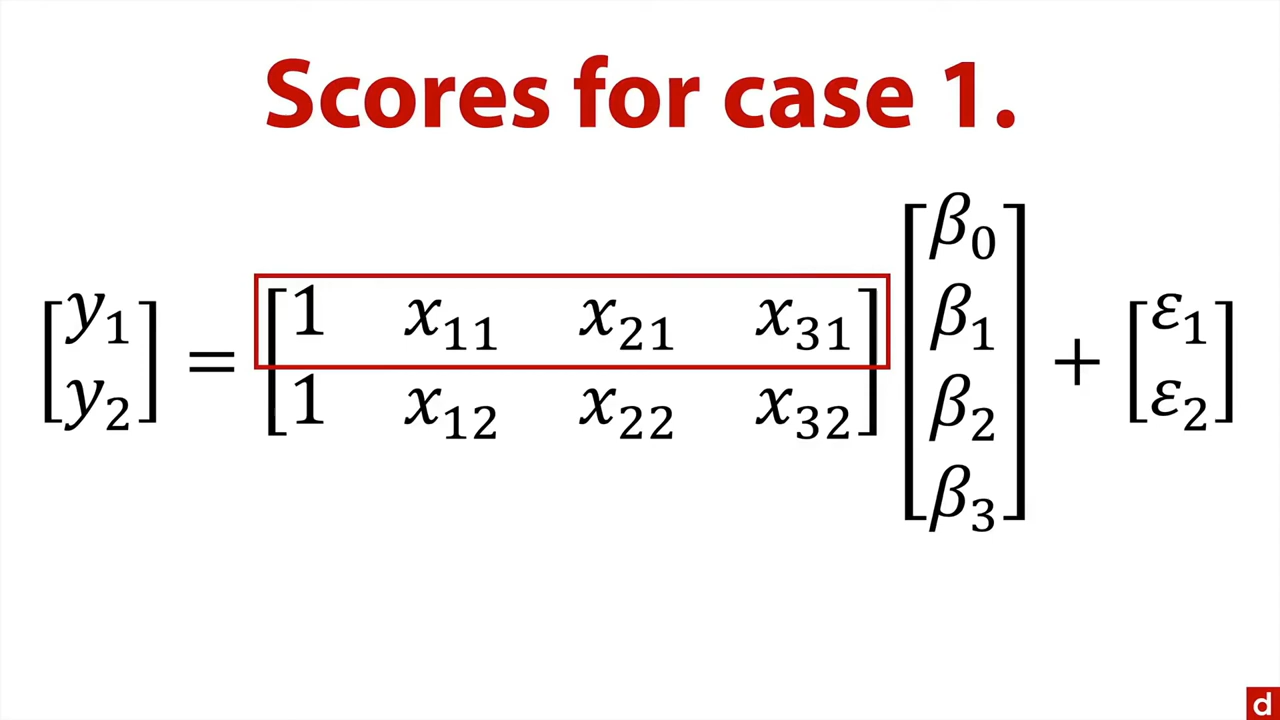 Scores for case 1.
[y₁ y₂] = [1 x₁₁ x₂₁ x₃₁; 1 x₁₂ x₂₂ x₃₂] [β₀ β₁ β₂ β₃] + [ε₁ ε₂]
d